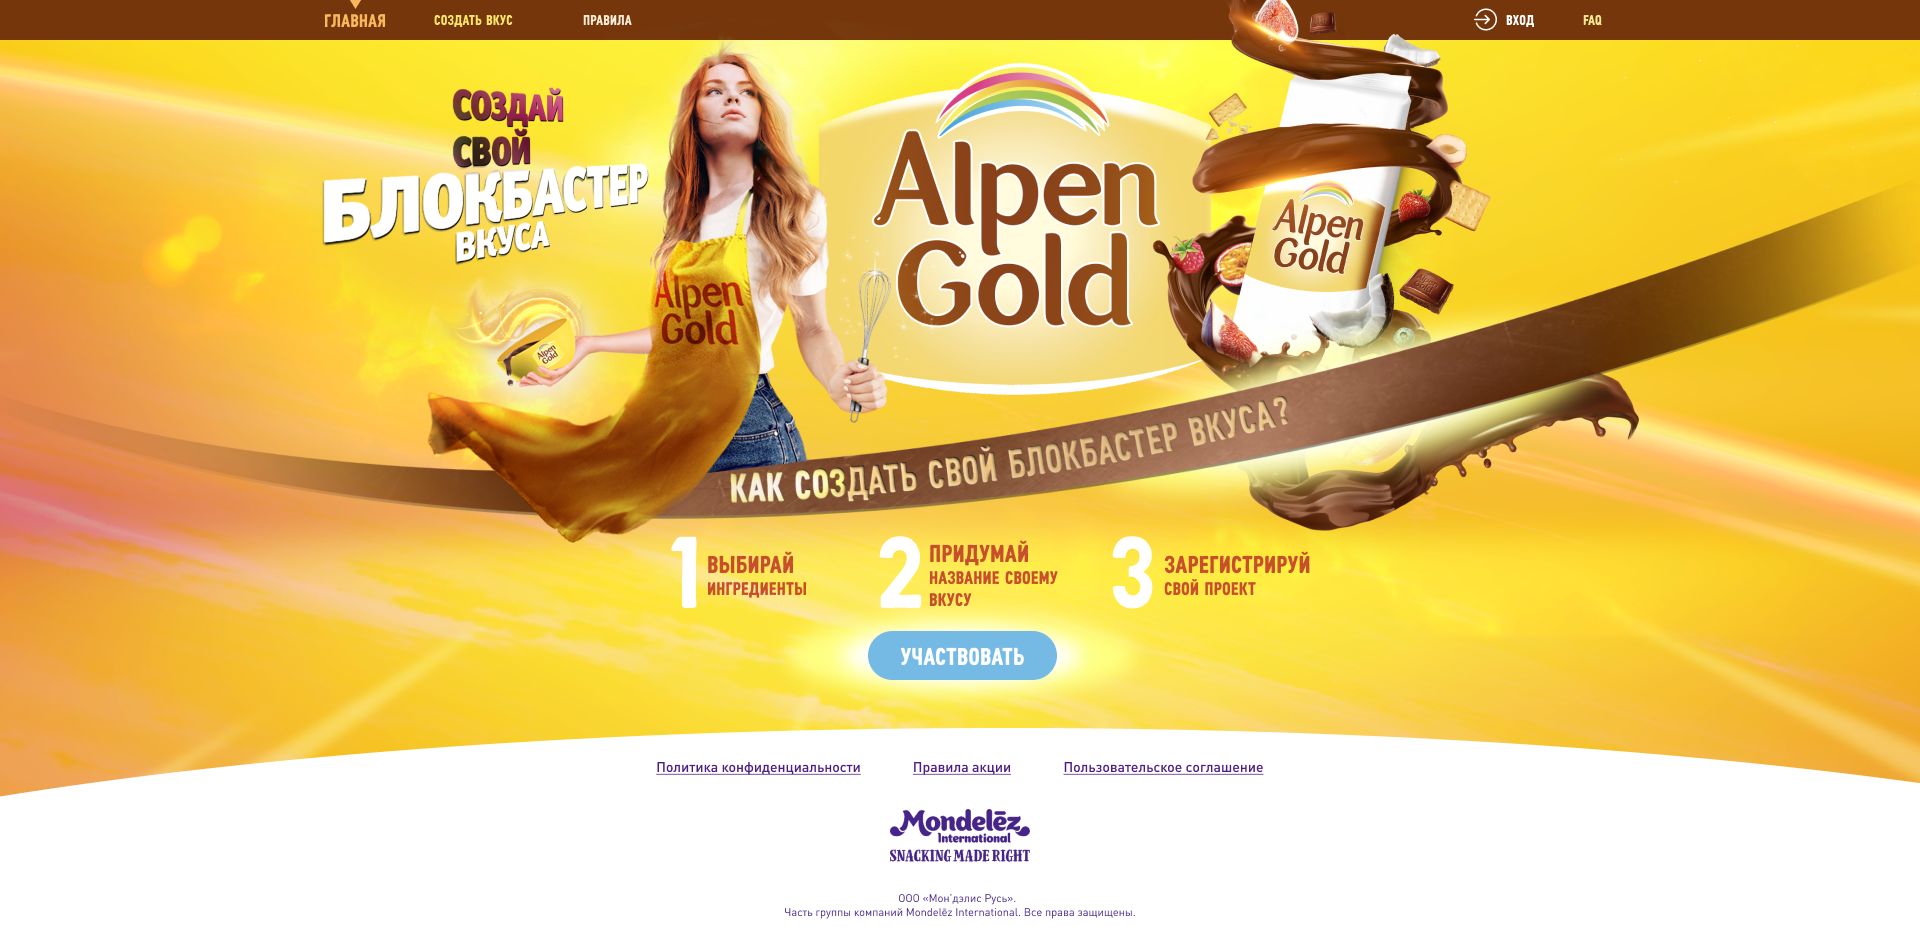 ГЛАВНАЯ
СОЗДАТЬ ВКУС
ПРАВИЛА
ВХОД
FAQ
СОЗДАЙ
СВОЙ
БЛОКБАСТЕР
ВКУСА
Alpen
Gold
Alpen
Gold
Alpen
Gold
Alpen
Gold
КАК СОЗДАТЬ СВОЙ БЛОКБАСТЕР ВКУСА?
1 ВЫБИРАЙ
ИНГРЕДИЕНТЫ
2 ПРИДУМАЙ
НАЗВАНИЕ СВОЕМУ
ВКУСУ
3 ЗАРЕГИСТРИРУЙ
СВОЙ ПРОЕКТ
УЧАСТВОВАТЬ
Политика конфиденциальности
Правила акции
Пользовательское соглашение
Mondelēz
International
SNACKING MADE RIGHT
ООО «Мон'дэлис Русь».
Часть группы компаний Mondelēz International. Все права защищены.